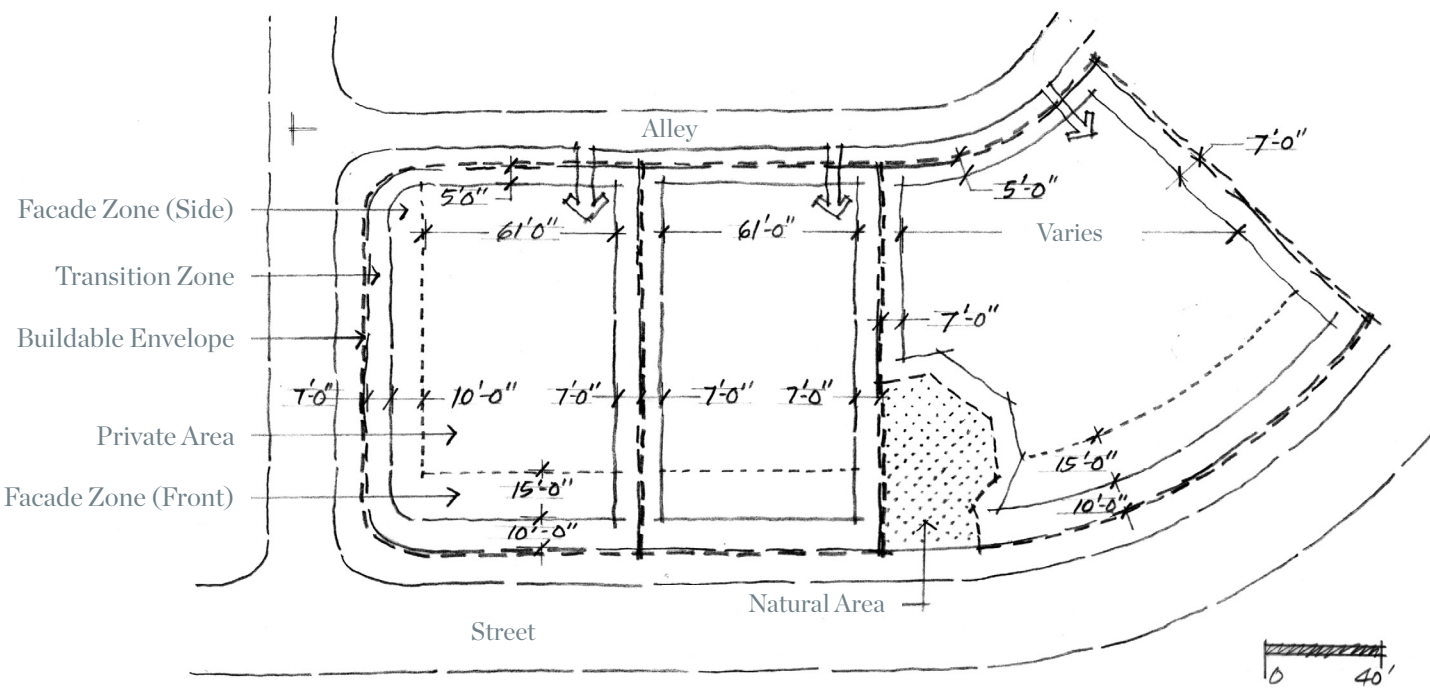 Alley
7'-0"
5'0"
5'-0"
Facade Zone (Side)
61'0"
61'-0"
Varies
Transition Zone
7'-0"
Buildable Envelope
7'-0"
10'-0"
7'-0"
7'-0"
7'-0"
Private Area
15'-0"
15'-0"
Facade Zone (Front)
10'-0"
10'-0"
Natural Area
Street
0 40'